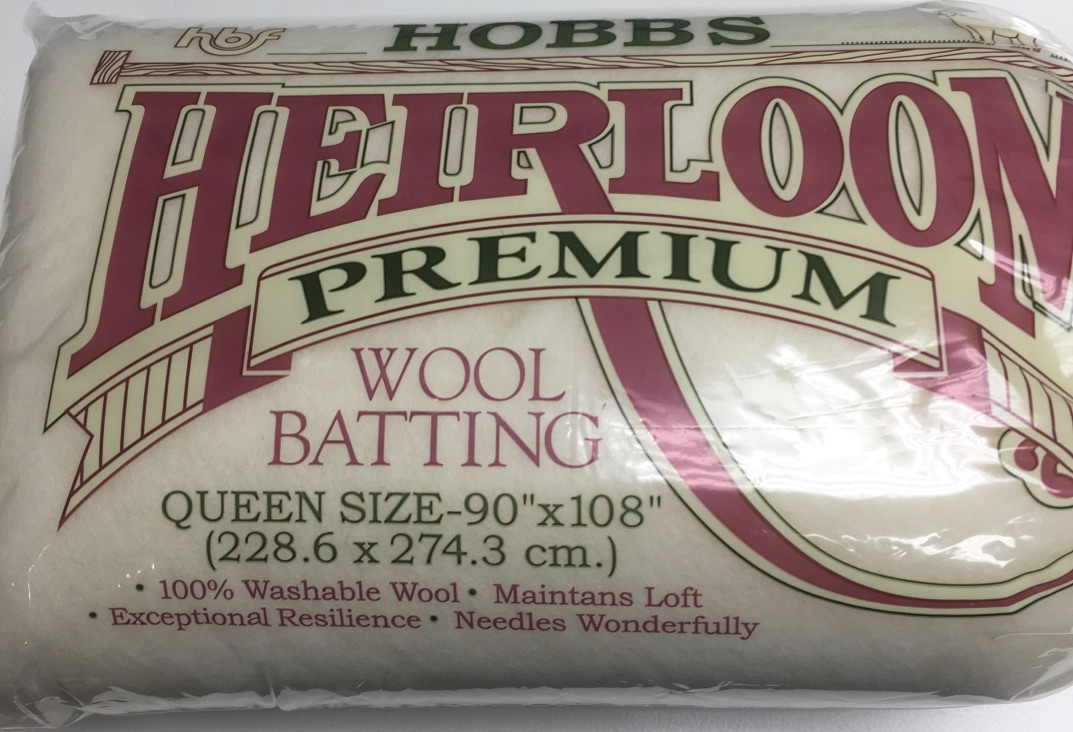 hbf HOBBS
HEIRLOOM
PREMIUM
WOOL
BATTING
QUEEN SIZE-90"x108"
(228.6 x 274.3 cm.)
• 100% Washable Wool • Maintans Loft
• Exceptional Resilience • Needles Wonderfully